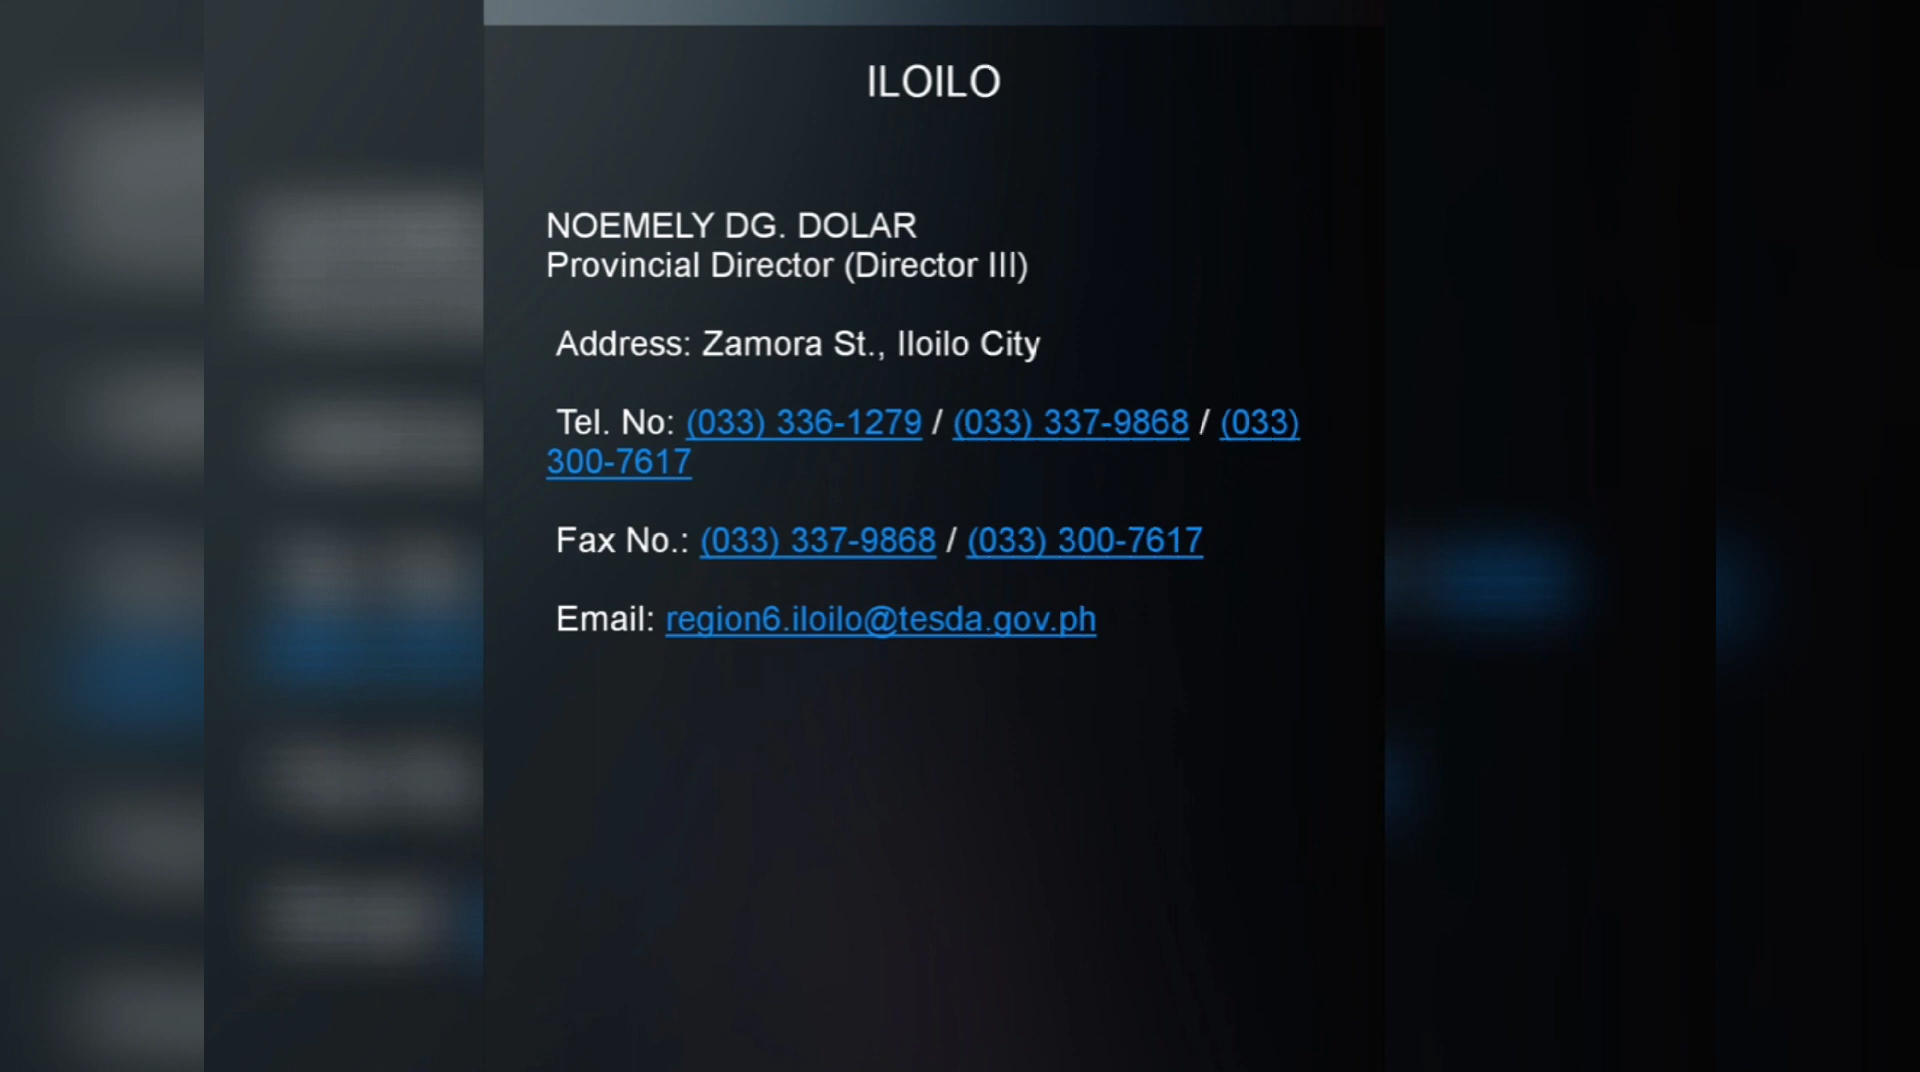 ILOILO
NOEMELY DG. DOLAR
Provincial Director (Director III)
Address: Zamora St., Iloilo City
Tel. No: (033) 336-1279 / (033) 337-9868 / (033)
300-7617
Fax No.: (033) 337-9868 / (033) 300-7617
Email: region6.iloilo@tesda.gov.ph